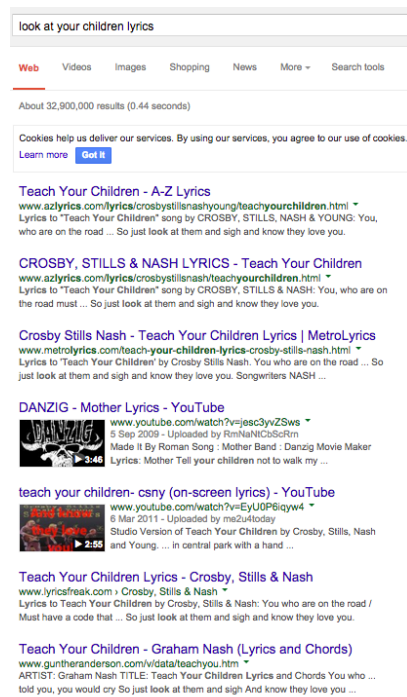 look at your children lyrics
Web Videos Images Shopping News More Search tools
About 32,900,000 results (0.44 seconds)
Cookies help us deliver our services. By using our services, you agree to our use of cookies.
Learn more Got it
Teach Your Children - A-Z Lyrics
www.azlyrics.com/lyrics/crosbystillsnashyoung/teachyourchildren.html
Lyrics to "Teach Your Children" song by CROSBY, STILLS, NASH & YOUNG: You,
who are on the road ... So just look at them and sigh and know they love you.
CROSBY, STILLS & NASH LYRICS - Teach Your Children
www.azlyrics.com/lyrics/crosbystillsnash/teachyourchildren.html
Lyrics to "Teach Your Children" song by CROSBY, STILLS & NASH: You, who are on
the road must ... So just look at them and sigh and know they love you.
Crosby Stills Nash - Teach Your Children Lyrics | MetroLyrics
www.metrolyrics.com/teach-your-children-lyrics-crosby-stills-nash.html
Lyrics to 'Teach Your Children' by Crosby Stills Nash. You who are on the road ... So
just look at them and sigh and know they love you. Songwriters NASH ...
DANZIG - Mother Lyrics - YouTube
www.youtube.com/watch?v=jesc3yvZSws
5 Sep 2009 - Uploaded by RmNaNtCbScRrn
Made It By Roman Song : Mother Band : Danzig Movie Maker
Lyrics: Mother Tell your children not to walk my ...
DANZIG
3:46
teach your children- csny (on-screen lyrics) - YouTube
www.youtube.com/watch?v=EyU0P6iqyw4
6 Mar 2011 - Uploaded by me2u4today
Studio Version of Teach Your Children by Crosby, Stills, Nash
and Young. ... in central park with a hand ...
And know
they love
you
2:55
Teach Your Children Lyrics - Crosby, Stills & Nash
www.lyricsfreak.com › Crosby, Stills & Nash
Lyrics to Teach Your Children by Crosby, Stills & Nash: You who are on the road /
Must have a code that ... So just look at them and sigh and know they love you.
Teach Your Children - Graham Nash (Lyrics and Chords)
www.guntheranderson.com/v/data/teachyou.htm
ARTIST: Graham Nash TITLE: Teach Your Children Lyrics and Chords You who ...
told you, you would cry So just look at them and sigh And know they love you ...